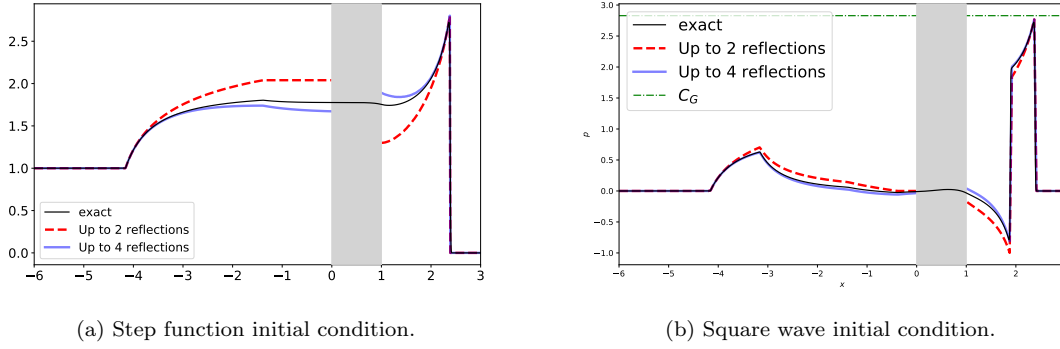 2.5
2.0
1.5
1.0
0.5
0.0
exact
Up to 2 reflections
Up to 4 reflections
−6 −5 −4 −3 −2 −1 0 1 2 3
3.0
2.5
2.0
1.5
1.0
0.5
0.0
−0.5
−1.0
p
exact
Up to 2 reflections
Up to 4 reflections
C_G
−6 −5 −4 −3 −2 −1 0 1 2
x
(a) Step function initial condition.
(b) Square wave initial condition.